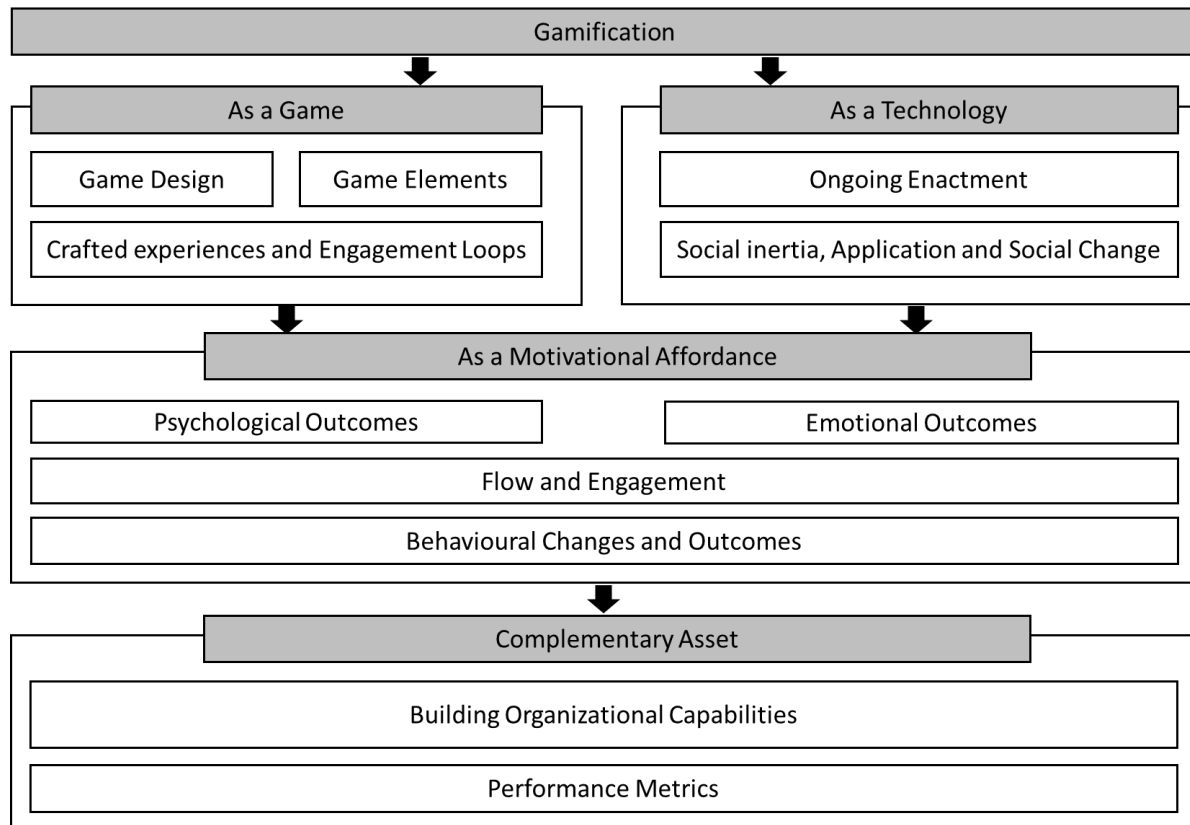 Gamification
As a Game
As a Technology
Game Design
Game Elements
Ongoing Enactment
Crafted experiences and Engagement Loops
Social inertia, Application and Social Change
As a Motivational Affordance
Psychological Outcomes
Emotional Outcomes
Flow and Engagement
Behavioural Changes and Outcomes
Complementary Asset
Building Organizational Capabilities
Performance Metrics